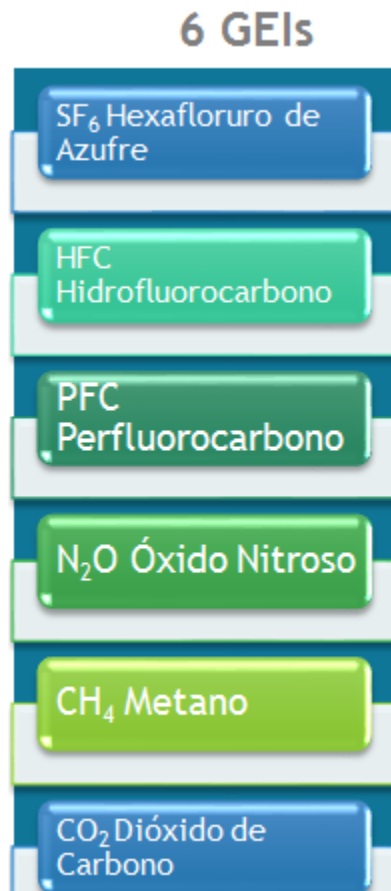 6 GEIs
SF₆ Hexafloruro de
Azufre
HFC
Hidrofluorocarbono
PFC
Perfluorocarbono
N₂O Óxido Nitroso
CH₄ Metano
CO₂ Dióxido de
Carbono